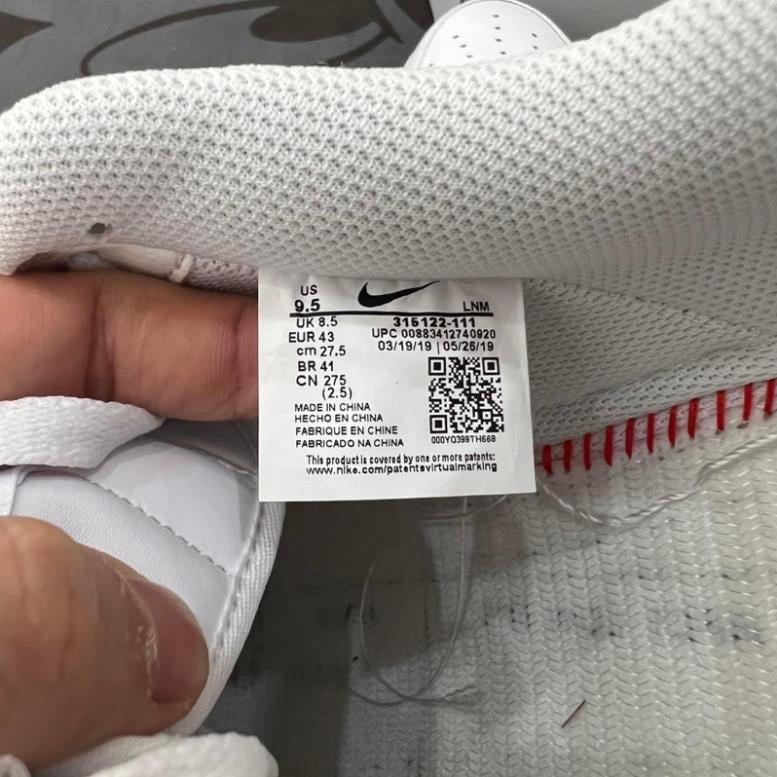 US
9.5 LNM
UK 8.5 315122-111
EUR 43 UPC 00883412740920
cm 27.5 03/19/19 | 05/26/19
BR 41
CN 275
(2.5)
MADE IN CHINA
HECHO EN CHINA
FABRIQUE EN CHINE
FABRICADO NA CHINA
000YQ399TH668
This product is covered by one or more patents:
www.nike.com/patentsvirtualmarking